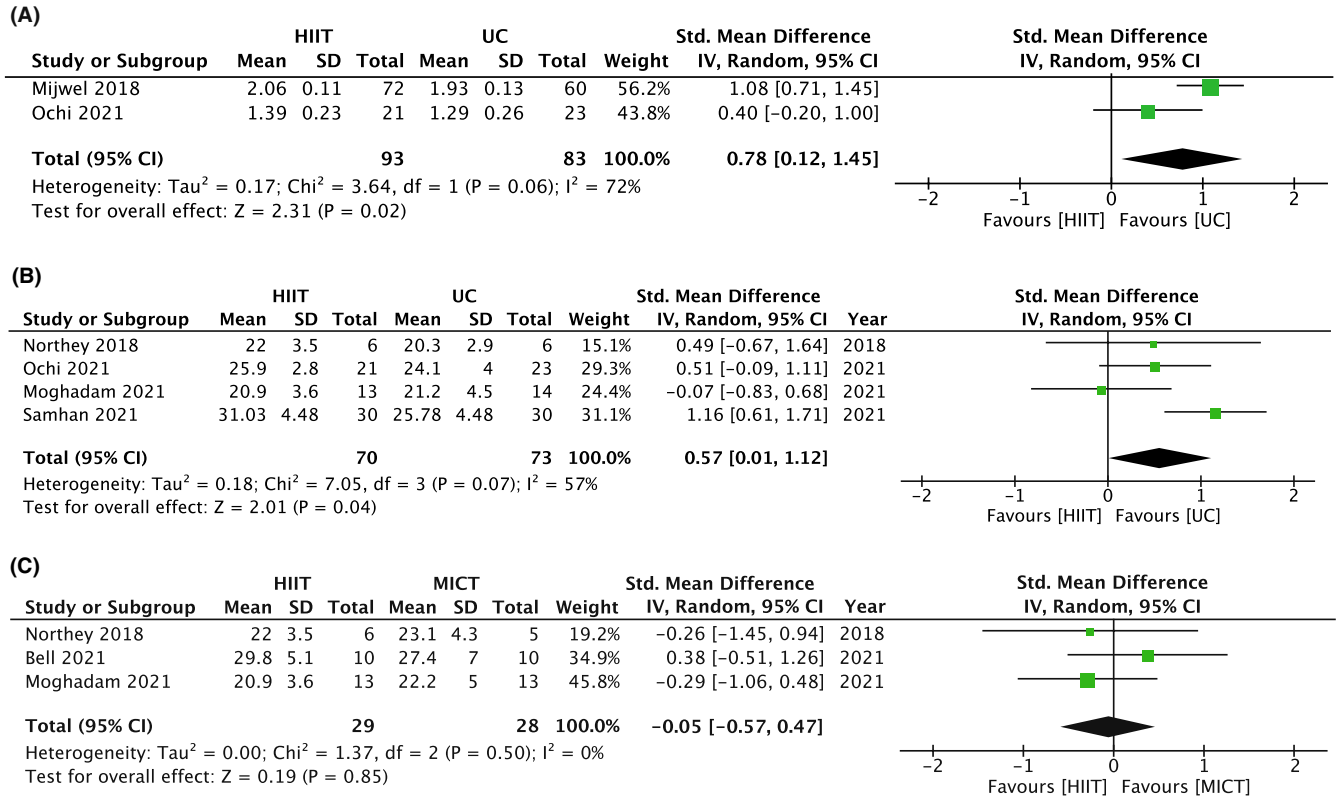 (A)
HIIT UC Std. Mean Difference Std. Mean Difference
Study or Subgroup Mean SD Total Mean SD Total Weight IV, Random, 95% CI IV, Random, 95% CI
Mijwel 2018 2.06 0.11 72 1.93 0.13 60 56.2% 1.08 [0.71, 1.45]
Ochi 2021 1.39 0.23 21 1.29 0.26 23 43.8% 0.40 [−0.20, 1.00]
Total (95% CI) 93 83 100.0% 0.78 [0.12, 1.45]
Heterogeneity: Tau² = 0.17; Chi² = 3.64, df = 1 (P = 0.06); I² = 72%
Test for overall effect: Z = 2.31 (P = 0.02)
−2 −1 0 1 2
Favours [HIIT] Favours [UC]
(B)
HIIT UC Std. Mean Difference Std. Mean Difference
Study or Subgroup Mean SD Total Mean SD Total Weight IV, Random, 95% CI Year IV, Random, 95% CI
Northey 2018 22 3.5 6 20.3 2.9 6 15.1% 0.49 [−0.67, 1.64] 2018
Ochi 2021 25.9 2.8 21 24.1 4 23 29.3% 0.51 [−0.09, 1.11] 2021
Moghadam 2021 20.9 3.6 13 21.2 4.5 14 24.4% −0.07 [−0.83, 0.68] 2021
Samhan 2021 31.03 4.48 30 25.78 4.48 30 31.1% 1.16 [0.61, 1.71] 2021
Total (95% CI) 70 73 100.0% 0.57 [0.01, 1.12]
Heterogeneity: Tau² = 0.18; Chi² = 7.05, df = 3 (P = 0.07); I² = 57%
Test for overall effect: Z = 2.01 (P = 0.04)
−2 −1 0 1 2
Favours [HIIT] Favours [UC]
(C)
HIIT MICT Std. Mean Difference Std. Mean Difference
Study or Subgroup Mean SD Total Mean SD Total Weight IV, Random, 95% CI Year IV, Random, 95% CI
Northey 2018 22 3.5 6 23.1 4.3 5 19.2% −0.26 [−1.45, 0.94] 2018
Bell 2021 29.8 5.1 10 27.4 7 10 34.9% 0.38 [−0.51, 1.26] 2021
Moghadam 2021 20.9 3.6 13 22.2 5 13 45.8% −0.29 [−1.06, 0.48] 2021
Total (95% CI) 29 28 100.0% −0.05 [−0.57, 0.47]
Heterogeneity: Tau² = 0.00; Chi² = 1.37, df = 2 (P = 0.50); I² = 0%
Test for overall effect: Z = 0.19 (P = 0.85)
−2 −1 0 1 2
Favours [HIIT] Favours [MICT]